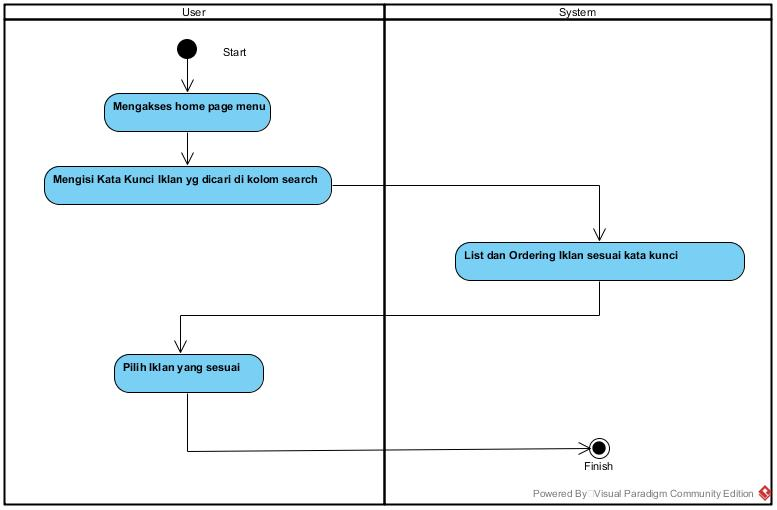 User
System
Start
Mengakses home page menu
Mengisi Kata Kunci Iklan yg dicari di kolom search
List dan Ordering Iklan sesuai kata kunci
Pilih Iklan yang sesuai
Finish
Powered By Visual Paradigm Community Edition